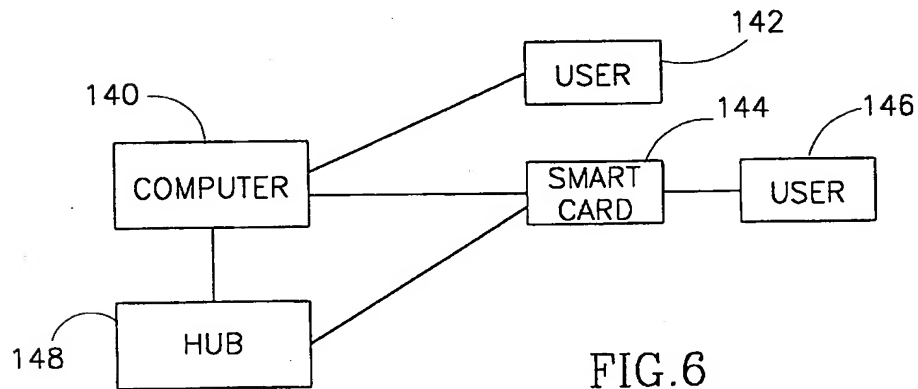 142
USER
140
144
146
COMPUTER
SMART
CARD
USER
148
HUB
FIG.6